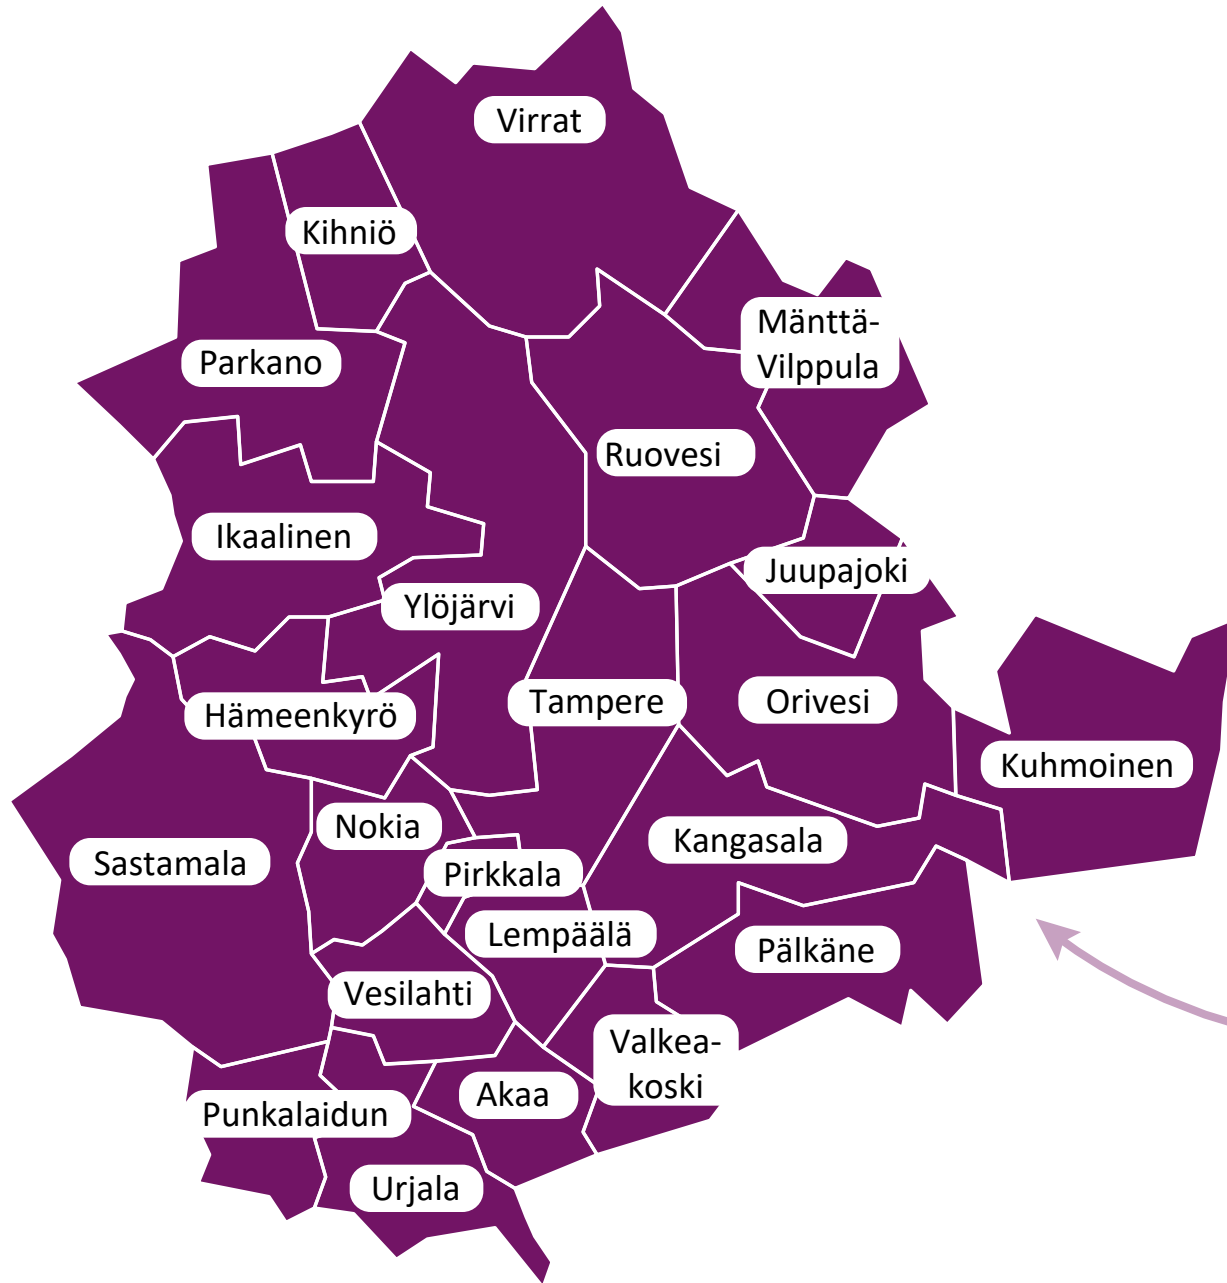 Virrat
Kihniö
Mänttä-
Vilppula
Parkano
Ruovesi
Ikaalinen
Juupajoki
Ylöjärvi
Hämeenkyrö
Tampere
Orivesi
Kuhmoinen
Nokia
Kangasala
Sastamala
Pirkkala
Lempäälä
Pälkäne
Vesilahti
Valkea-
koski
Akaa
Punkalaidun
Urjala